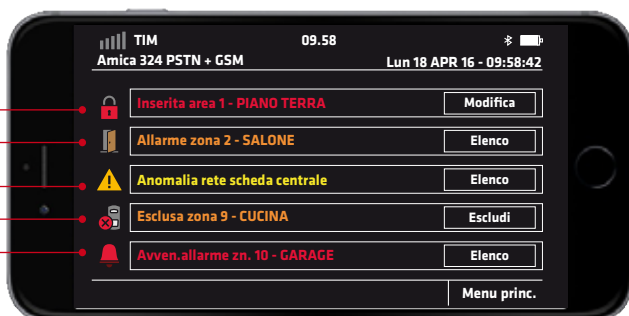 TIM 09.58
Amica 324 PSTN + GSM Lun 18 APR 16 - 09:58:42
Inserita area 1 - PIANO TERRA Modifica
Allarme zona 2 - SALONE Elenco
Anomalia rete scheda centrale Elenco
Esclusa zona 9 - CUCINA Escludi
Avven.allarme zn. 10 - GARAGE Elenco
Menu princ.